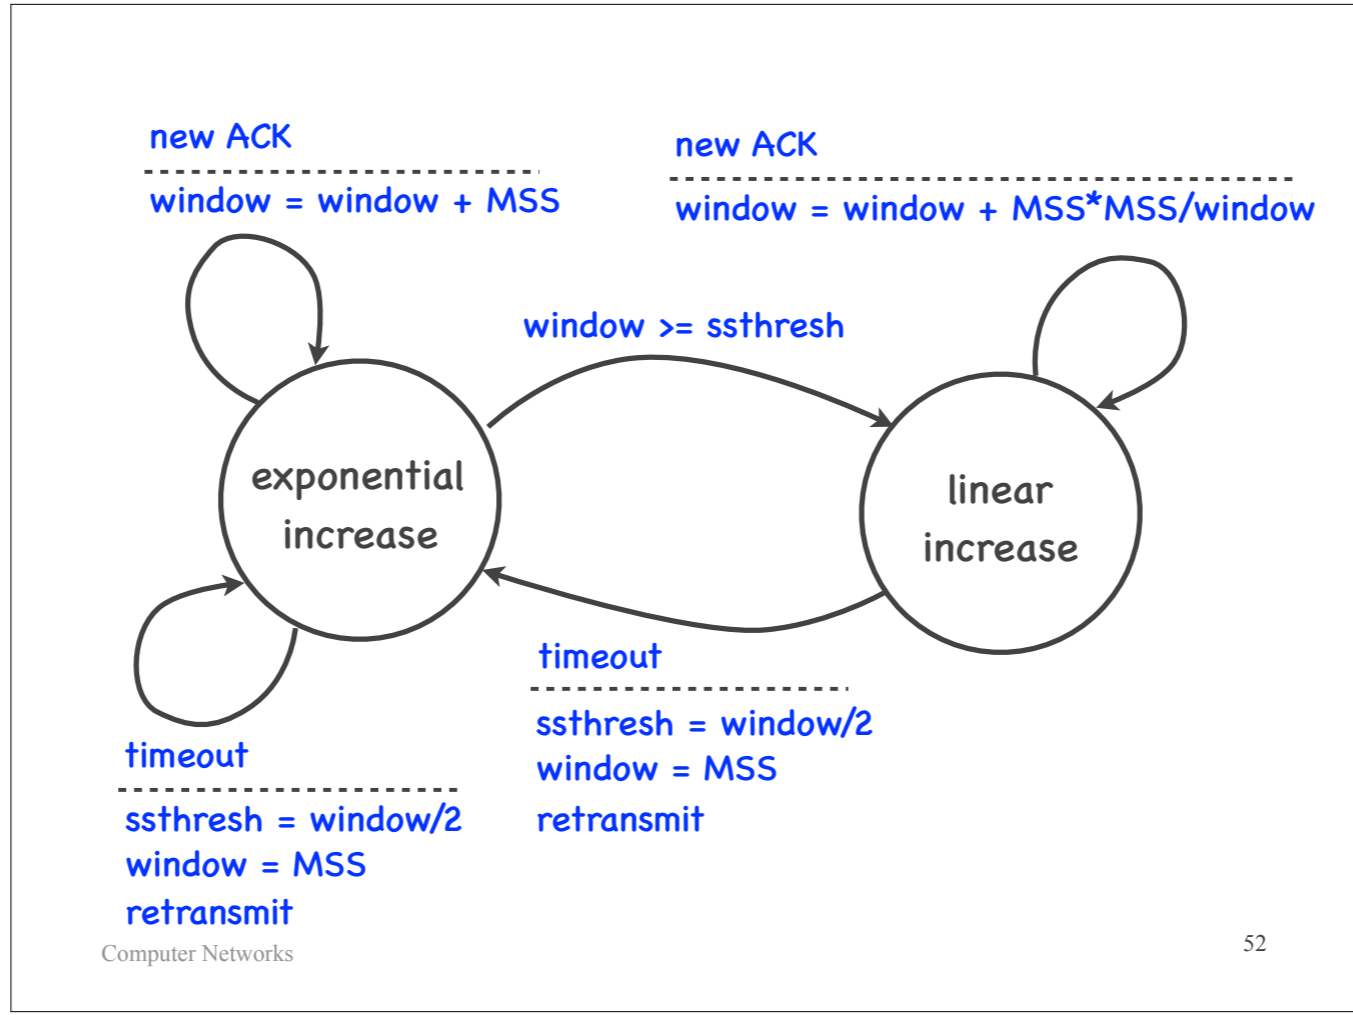 new ACK
window = window + MSS
new ACK
window = window + MSS*MSS/window
window >= ssthresh
exponential
increase
linear
increase
timeout
ssthresh = window/2
window = MSS
retransmit
timeout
ssthresh = window/2
window = MSS
retransmit
Computer Networks
52